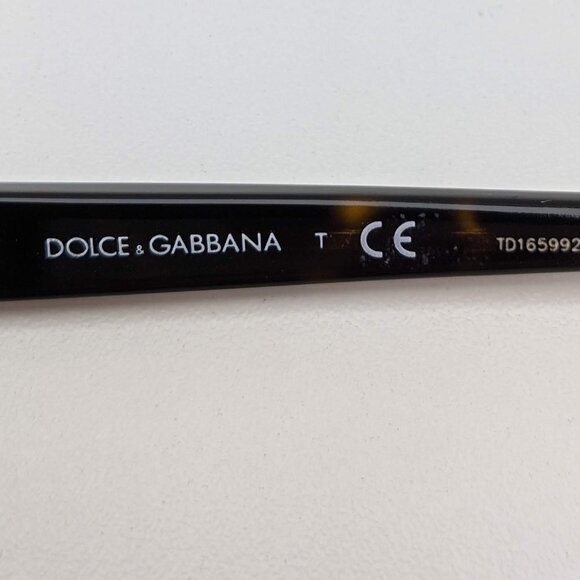 DOLCE & GABBANA T CE TD165992